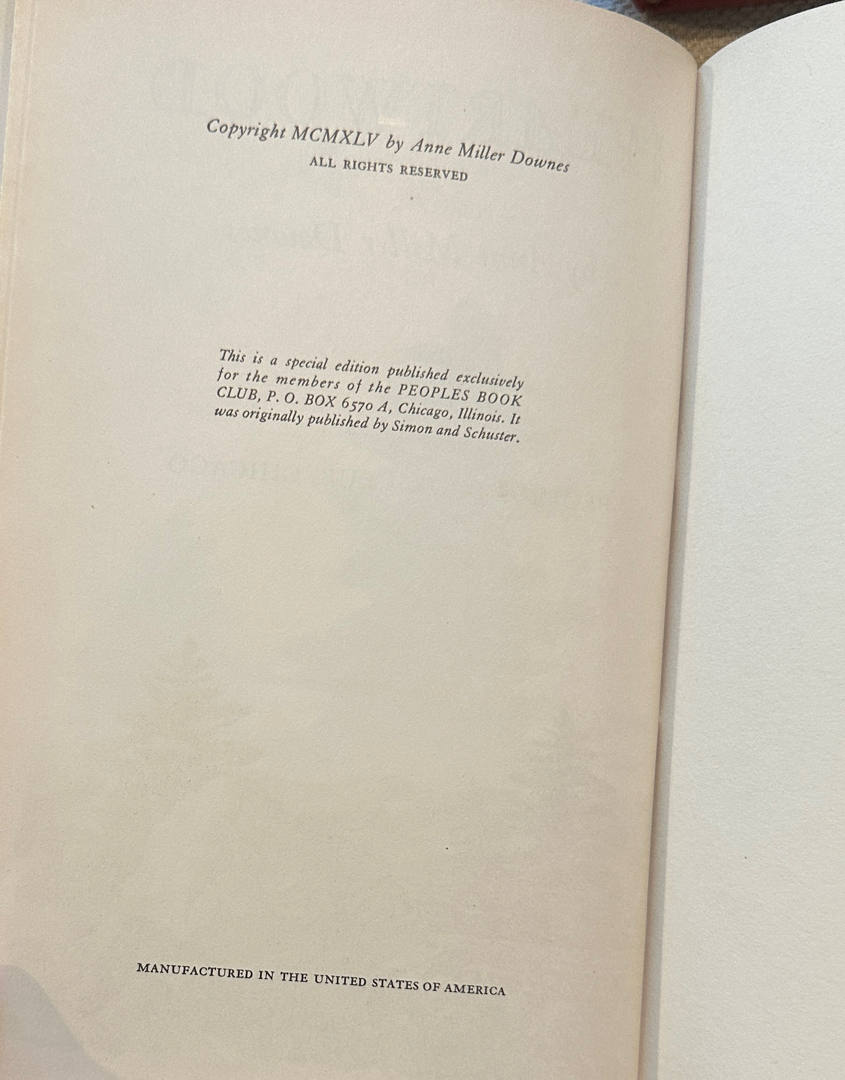 Copyright MCMXLV by Anne Miller Downes
ALL RIGHTS RESERVED
This is a special edition published exclusively
for the members of the PEOPLES BOOK
CLUB, P. O. BOX 6570 A, Chicago, Illinois. It
was originally published by Simon and Schuster.
MANUFACTURED IN THE UNITED STATES OF AMERICA